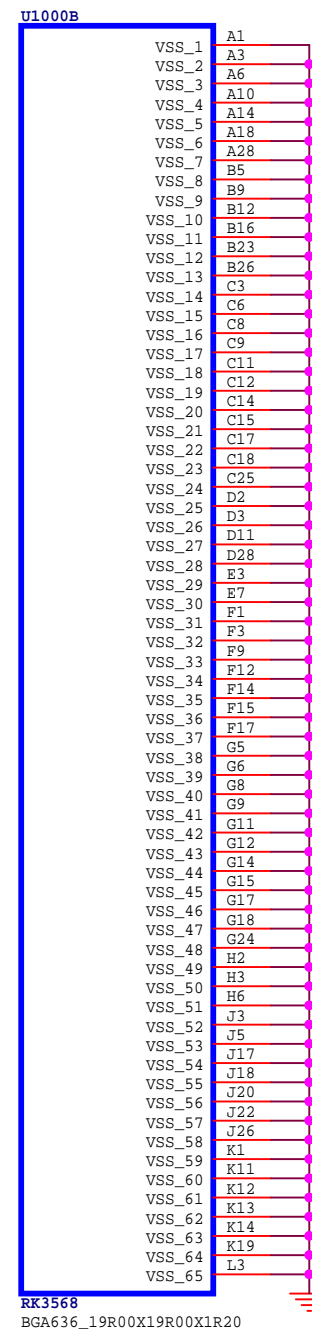 U1000B
VSS_1 A1
VSS_2 A3
VSS_3 A6
VSS_4 A10
VSS_5 A14
VSS_6 A18
VSS_7 A28
VSS_8 B5
VSS_9 B9
VSS_10 B12
VSS_11 B16
VSS_12 B23
VSS_13 B26
VSS_14 C3
VSS_15 C6
VSS_16 C8
VSS_17 C9
VSS_18 C11
VSS_19 C12
VSS_20 C14
VSS_21 C15
VSS_22 C17
VSS_23 C18
VSS_24 C25
VSS_25 D2
VSS_26 D3
VSS_27 D11
VSS_28 D28
VSS_29 E3
VSS_30 E7
VSS_31 F1
VSS_32 F3
VSS_33 F9
VSS_34 F12
VSS_35 F14
VSS_36 F15
VSS_37 F17
VSS_38 G5
VSS_39 G6
VSS_40 G8
VSS_41 G9
VSS_42 G11
VSS_43 G12
VSS_44 G14
VSS_45 G15
VSS_46 G17
VSS_47 G18
VSS_48 G24
VSS_49 H2
VSS_50 H3
VSS_51 H6
VSS_52 J3
VSS_53 J5
VSS_54 J17
VSS_55 J18
VSS_56 J20
VSS_57 J22
VSS_58 J26
VSS_59 K1
VSS_60 K11
VSS_61 K12
VSS_62 K13
VSS_63 K14
VSS_64 K19
VSS_65 L3
RK3568
BGA636_19R00X19R00X1R20